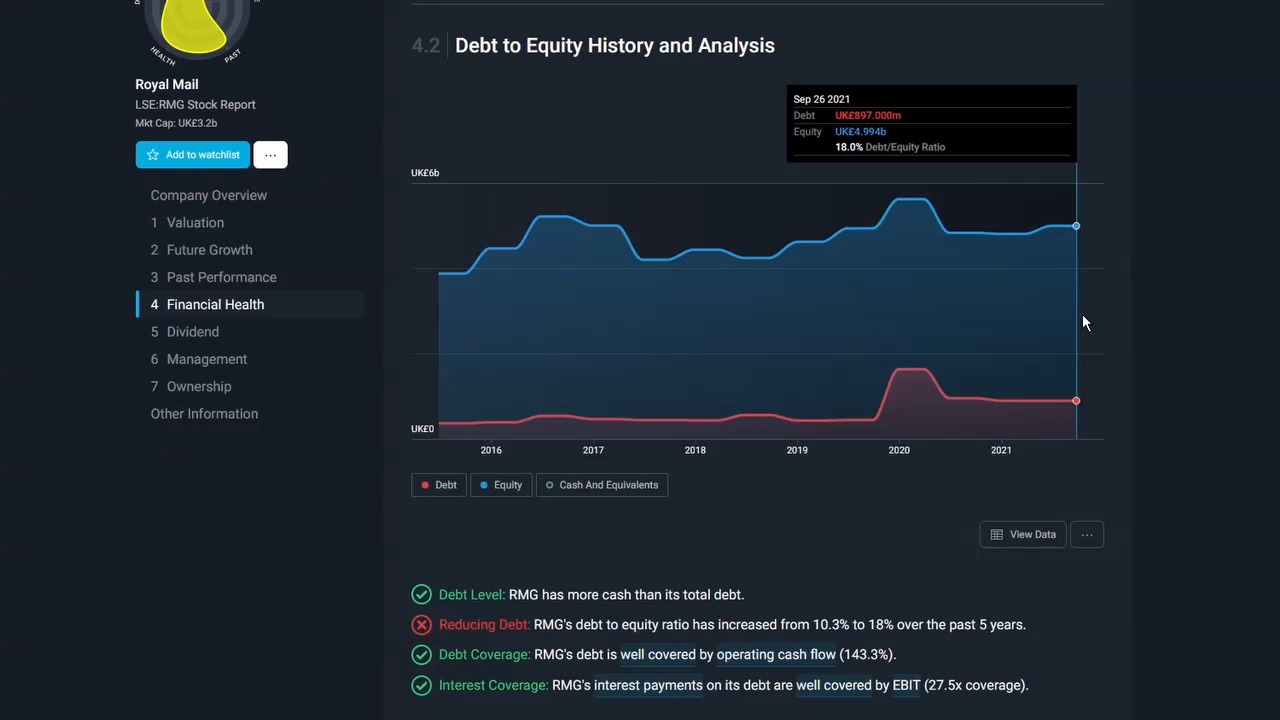 HEALTH
PAST
Royal Mail
LSE:RMG Stock Report
Mkt Cap: UK£3.2b
Add to watchlist
...
Company Overview
1 Valuation
2 Future Growth
3 Past Performance
4 Financial Health
5 Dividend
6 Management
7 Ownership
Other Information
4.2 Debt to Equity History and Analysis
Sep 26 2021
Debt UK£897.000m
Equity UK£4.994b
18.0% Debt/Equity Ratio
UK£6b
UK£0
2016 2017 2018 2019 2020 2021
Debt Equity Cash And Equivalents
View Data ...
Debt Level: RMG has more cash than its total debt.
Reducing Debt: RMG's debt to equity ratio has increased from 10.3% to 18% over the past 5 years.
Debt Coverage: RMG's debt is well covered by operating cash flow (143.3%).
Interest Coverage: RMG's interest payments on its debt are well covered by EBIT (27.5x coverage).